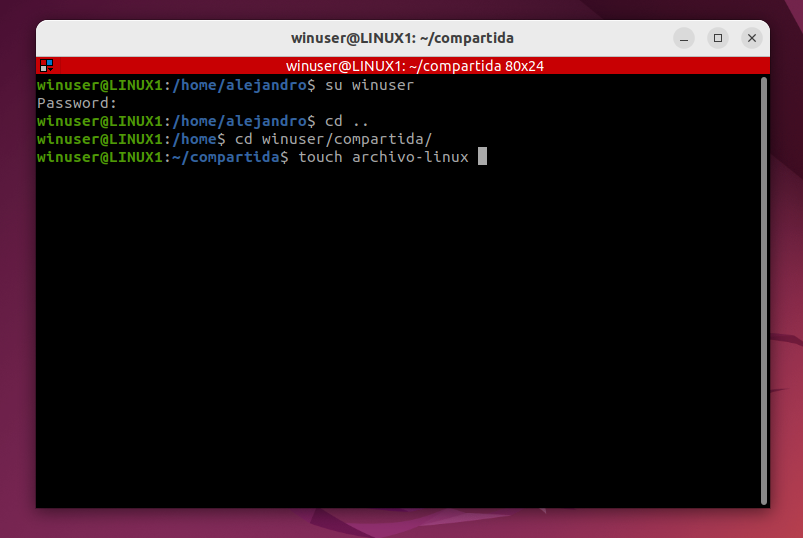 winuser@LINUX1: ~/compartida
winuser@LINUX1: ~/compartida 80x24
winuser@LINUX1:/home/alejandro$ su winuser
Password:
winuser@LINUX1:/home/alejandro$ cd ..
winuser@LINUX1:/home$ cd winuser/compartida/
winuser@LINUX1:~/compartida$ touch archivo-linux